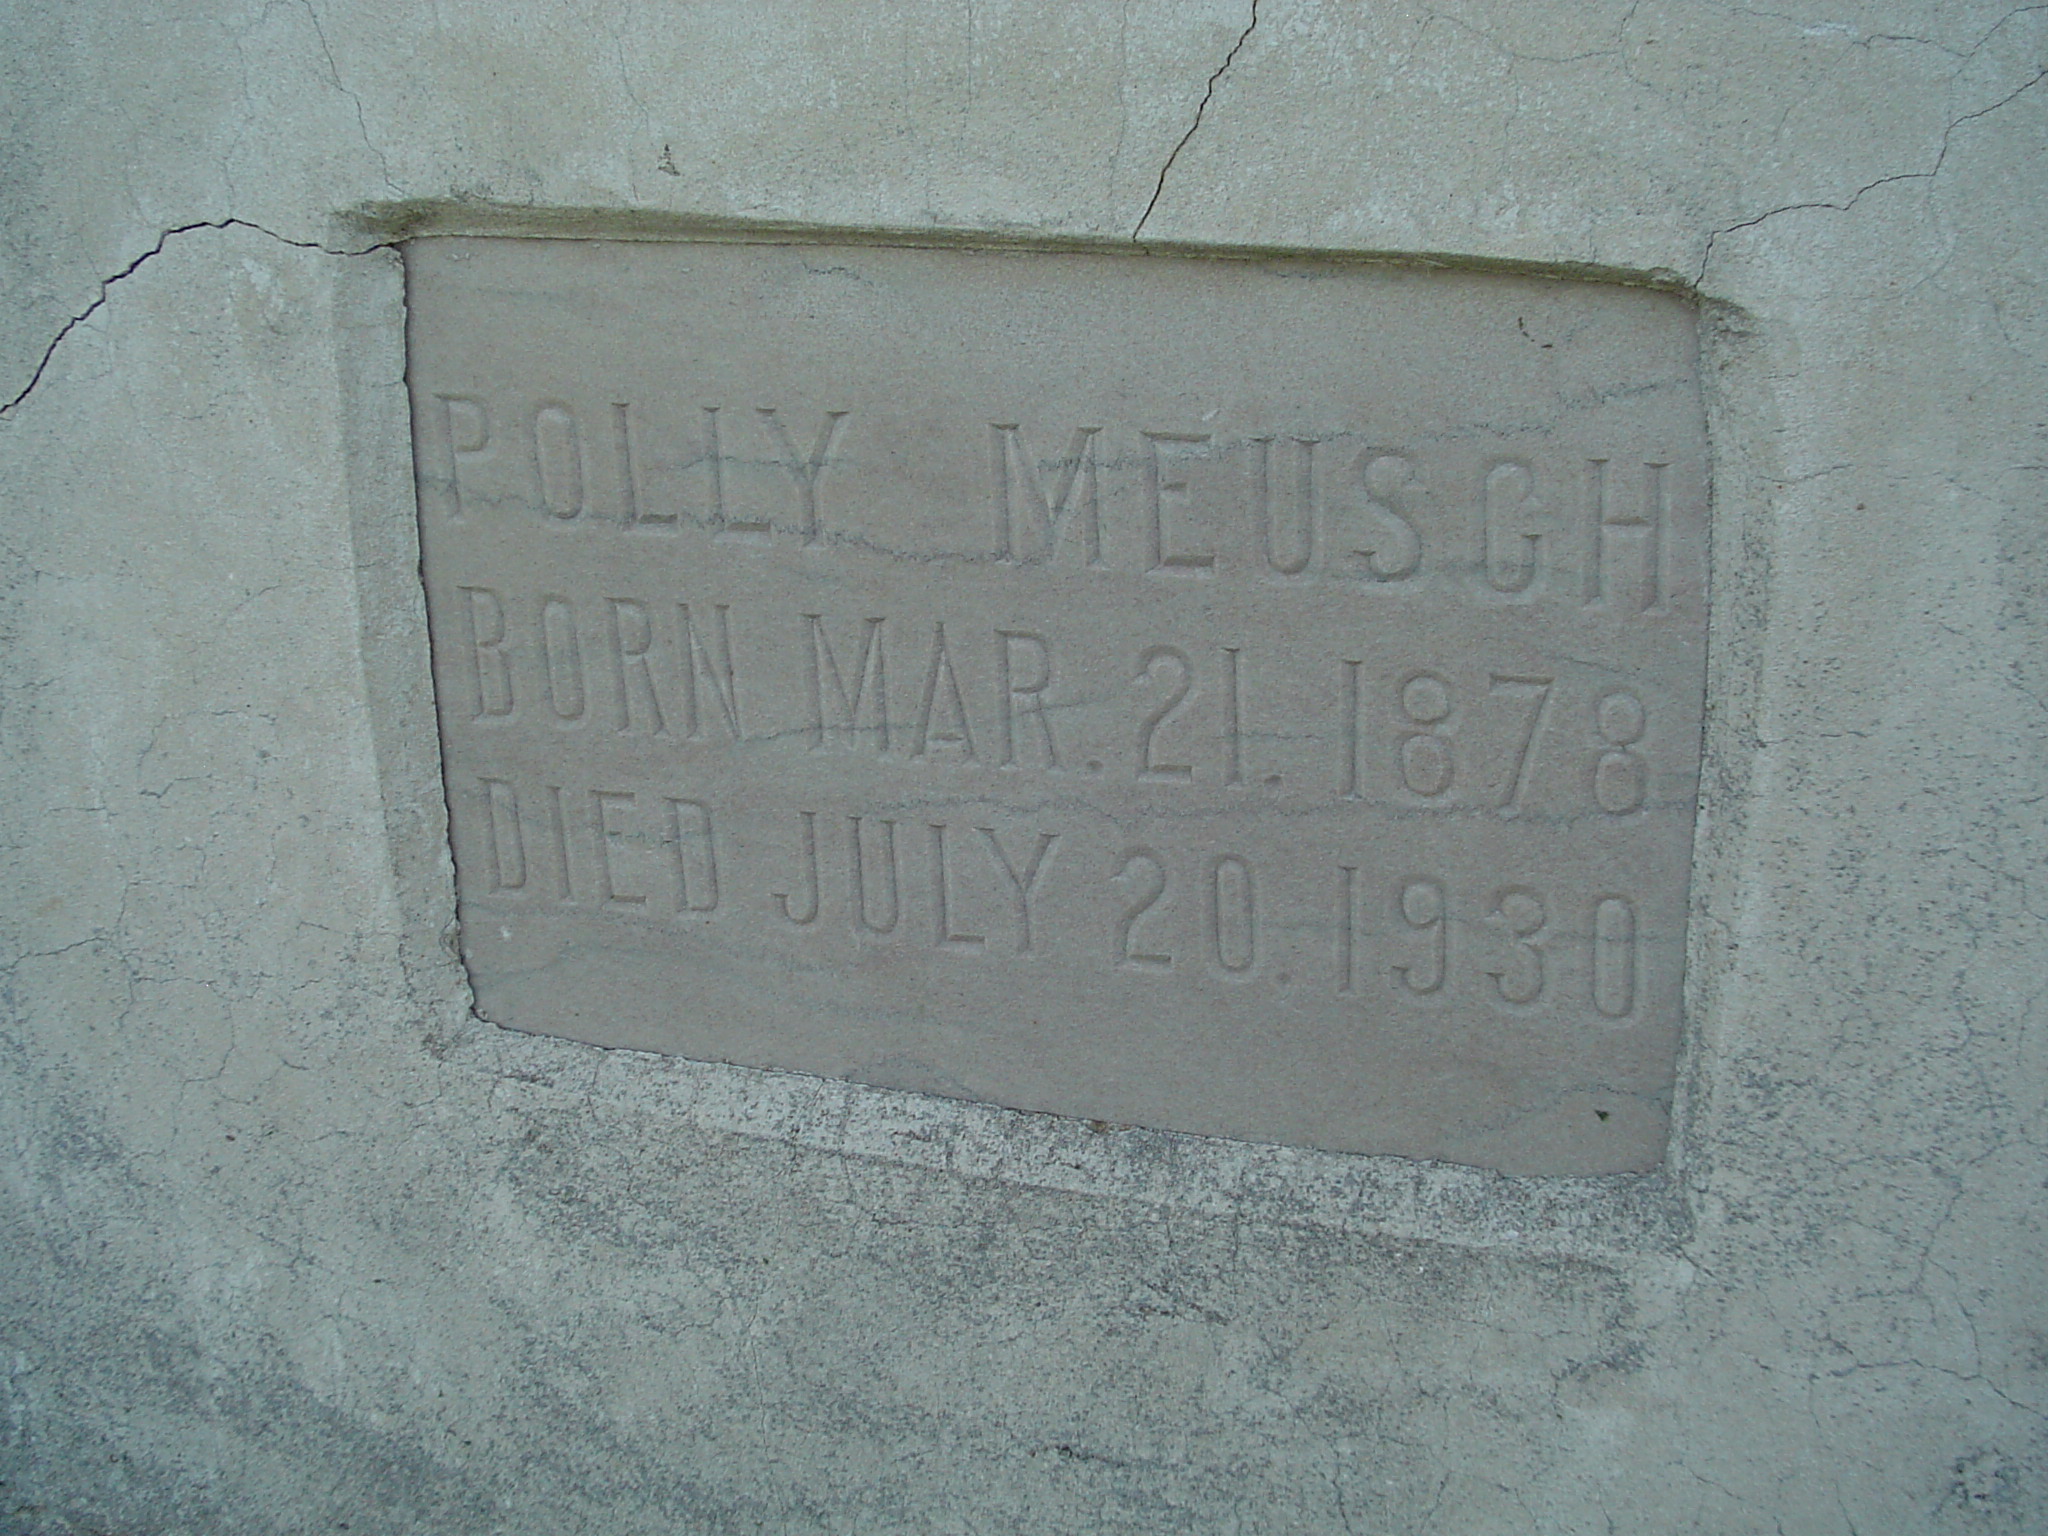 POLLY MEUSCH
BORN MAR. 21. 1878
DIED JULY 20. 1930